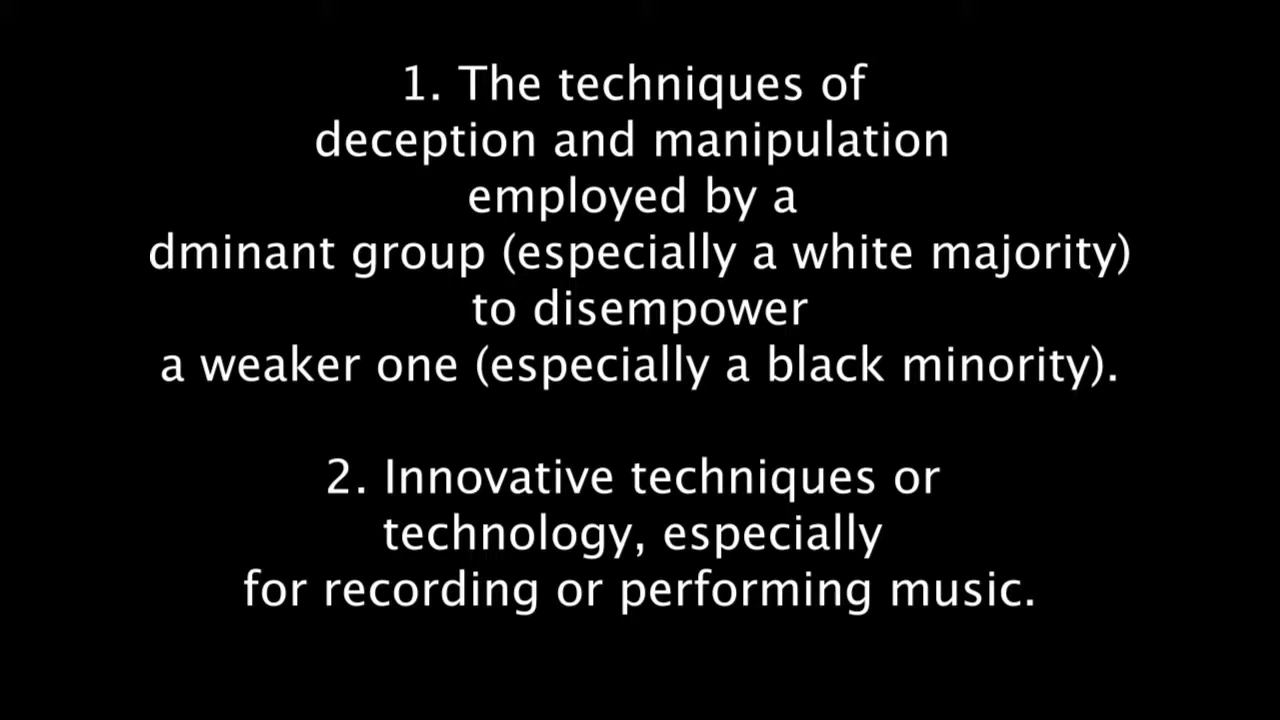 1. The techniques of
deception and manipulation
employed by a
dminant group (especially a white majority)
to disempower
a weaker one (especially a black minority).
2. Innovative techniques or
technology, especially
for recording or performing music.